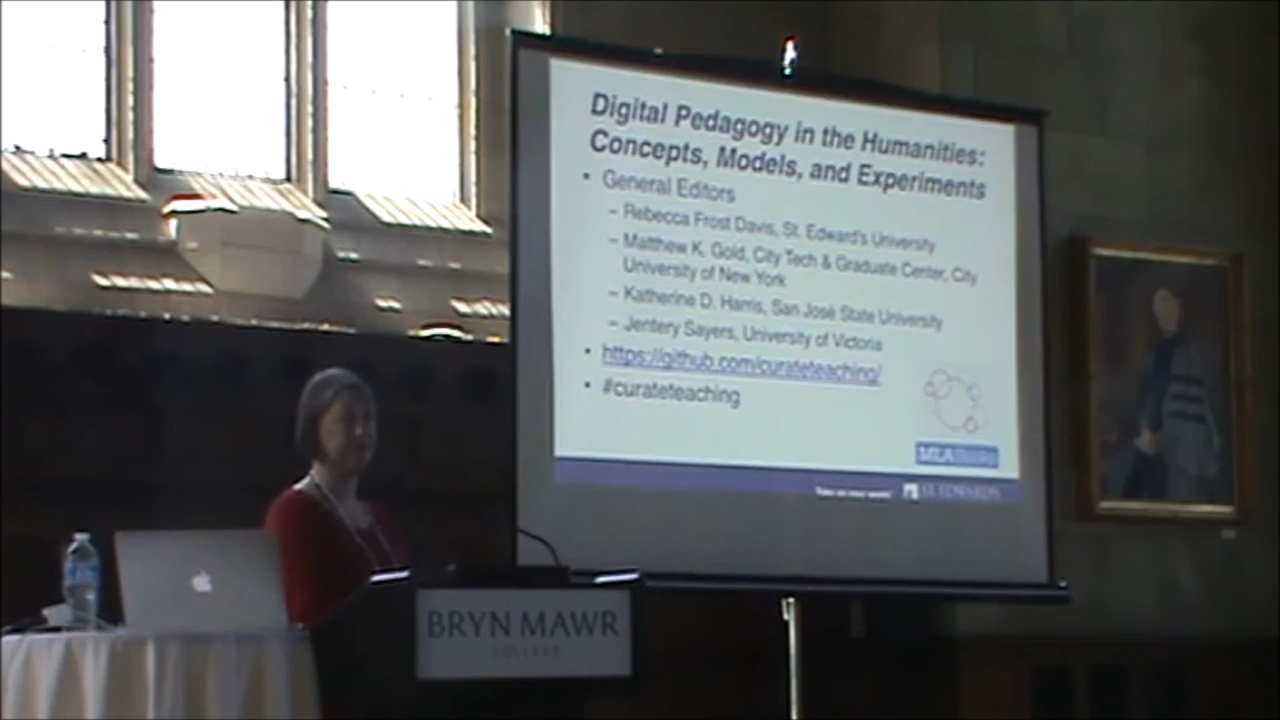 Digital Pedagogy in the Humanities:
Concepts, Models, and Experiments
• General Editors
– Rebecca Frost Davis, St. Edward's University
– Matthew K. Gold, City Tech & Graduate Center, City
University of New York
– Katherine D. Harris, San José State University
– Jentery Sayers, University of Victoria
• https://github.com/curateteaching/
• #curateteaching
MLA
ST. EDWARD'S
BRYN MAWR
COLLEGE